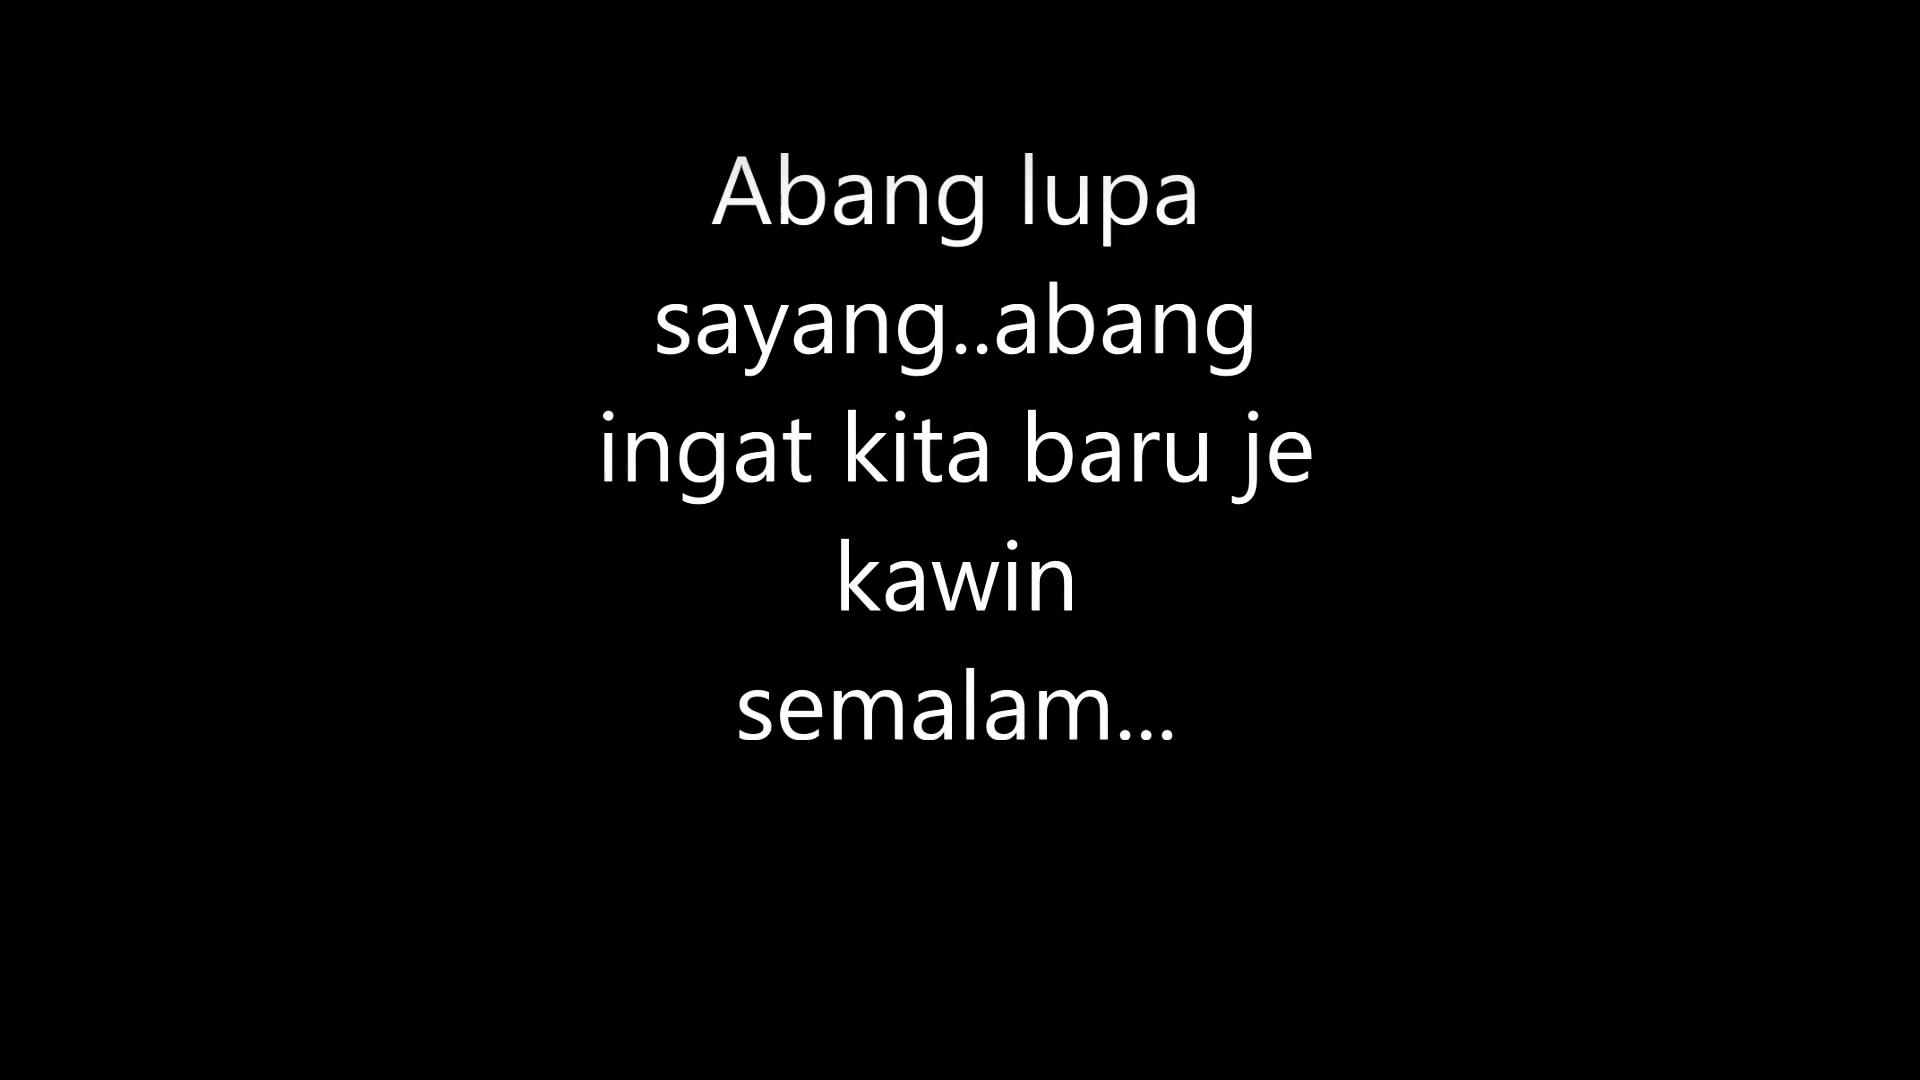 Abang lupa
sayang..abang
ingat kita baru je
kawin
semalam...